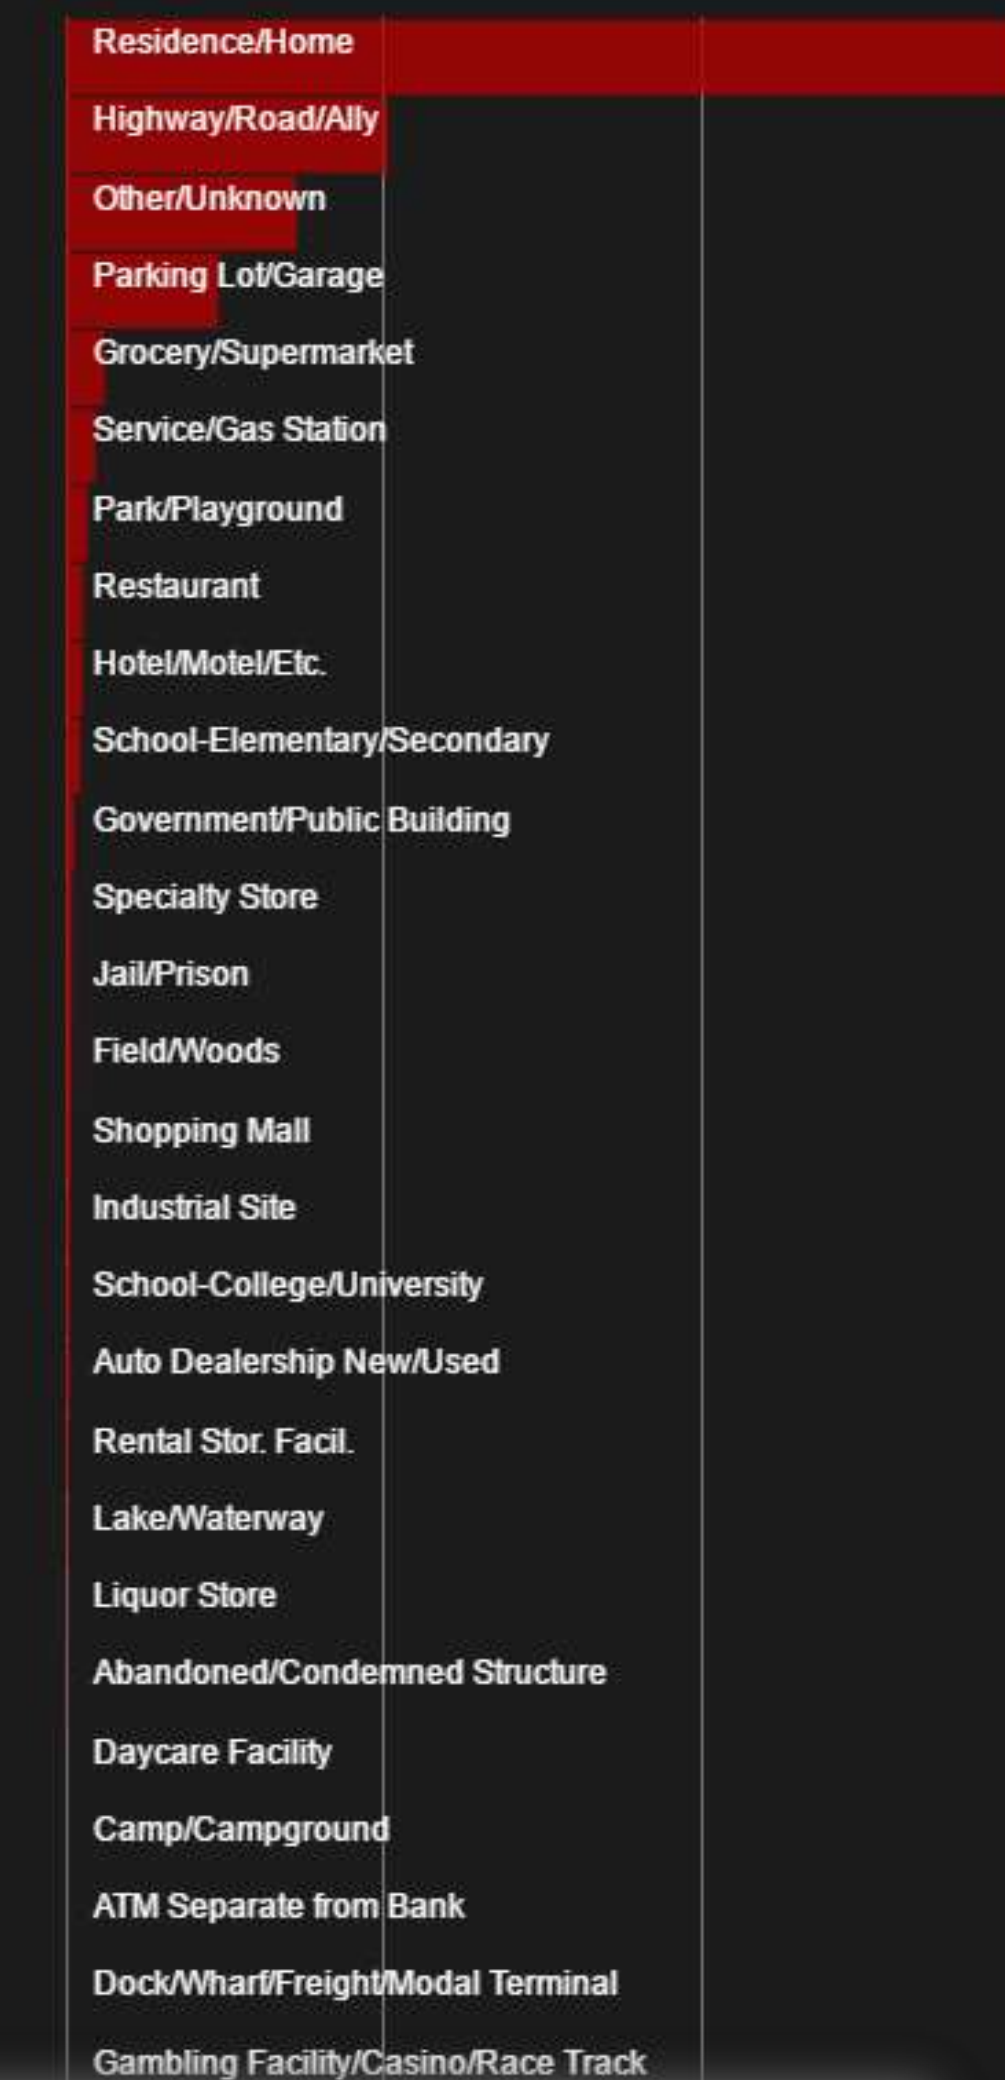 Residence/Home
Highway/Road/Ally
Other/Unknown
Parking Lot/Garage
Grocery/Supermarket
Service/Gas Station
Park/Playground
Restaurant
Hotel/Motel/Etc.
School-Elementary/Secondary
Government/Public Building
Specialty Store
Jail/Prison
Field/Woods
Shopping Mall
Industrial Site
School-College/University
Auto Dealership New/Used
Rental Stor. Facil.
Lake/Waterway
Liquor Store
Abandoned/Condemned Structure
Daycare Facility
Camp/Campground
ATM Separate from Bank
Dock/Wharf/Freight/Modal Terminal
Gambling Facility/Casino/Race Track